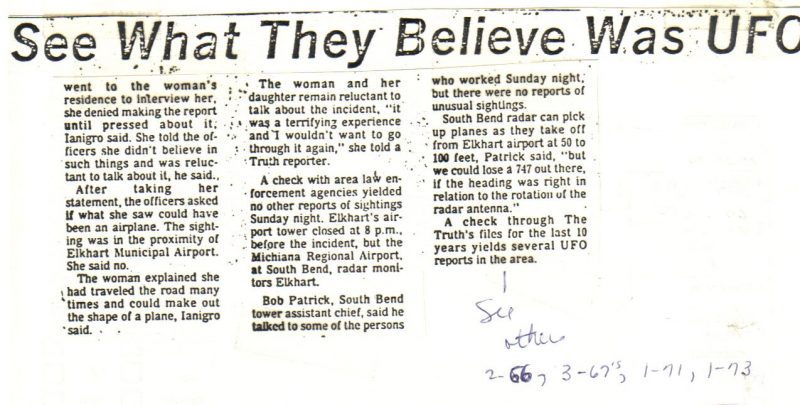 See What They Believe Was UFO
went to the woman's
residence to interview her,
she denied making the report
until pressed about it,
Ianigro said. She told the of-
ficers she didn't believe in
such things and was reluc-
tant to talk about it, he said.
After taking her
statement, the officers asked
if what she saw could have
been an airplane. The sight-
ing was in the proximity of
Elkhart Municipal Airport.
She said no.
The woman explained she
had traveled the road many
times and could make out
the shape of a plane, Ianigro
said.
The woman and her
daughter remain reluctant to
talk about the incident, "it
was a terrifying experience
and I wouldn't want to go
through it again," she told a
Truth reporter.
A check with area law en-
forcement agencies yielded
no other reports of sightings
Sunday night. Elkhart's air-
port tower closed at 8 p.m.,
before the incident, but the
Michiana Regional Airport,
at South Bend, radar moni-
tors Elkhart.
Bob Patrick, South Bend
tower assistant chief, said he
talked to some of the persons
who worked Sunday night,
but there were no reports of
unusual sightings.
South Bend radar can pick
up planes as they take off
from Elkhart airport at 50 to
100 feet, Patrick said, "but
we could lose a 747 out there,
if the heading was right in
relation to the rotation of the
radar antenna."
A check through The
Truth's files for the last 10
years yields several UFO
reports in the area.
See
others
2-66, 3-67's, 1-71, 1-73